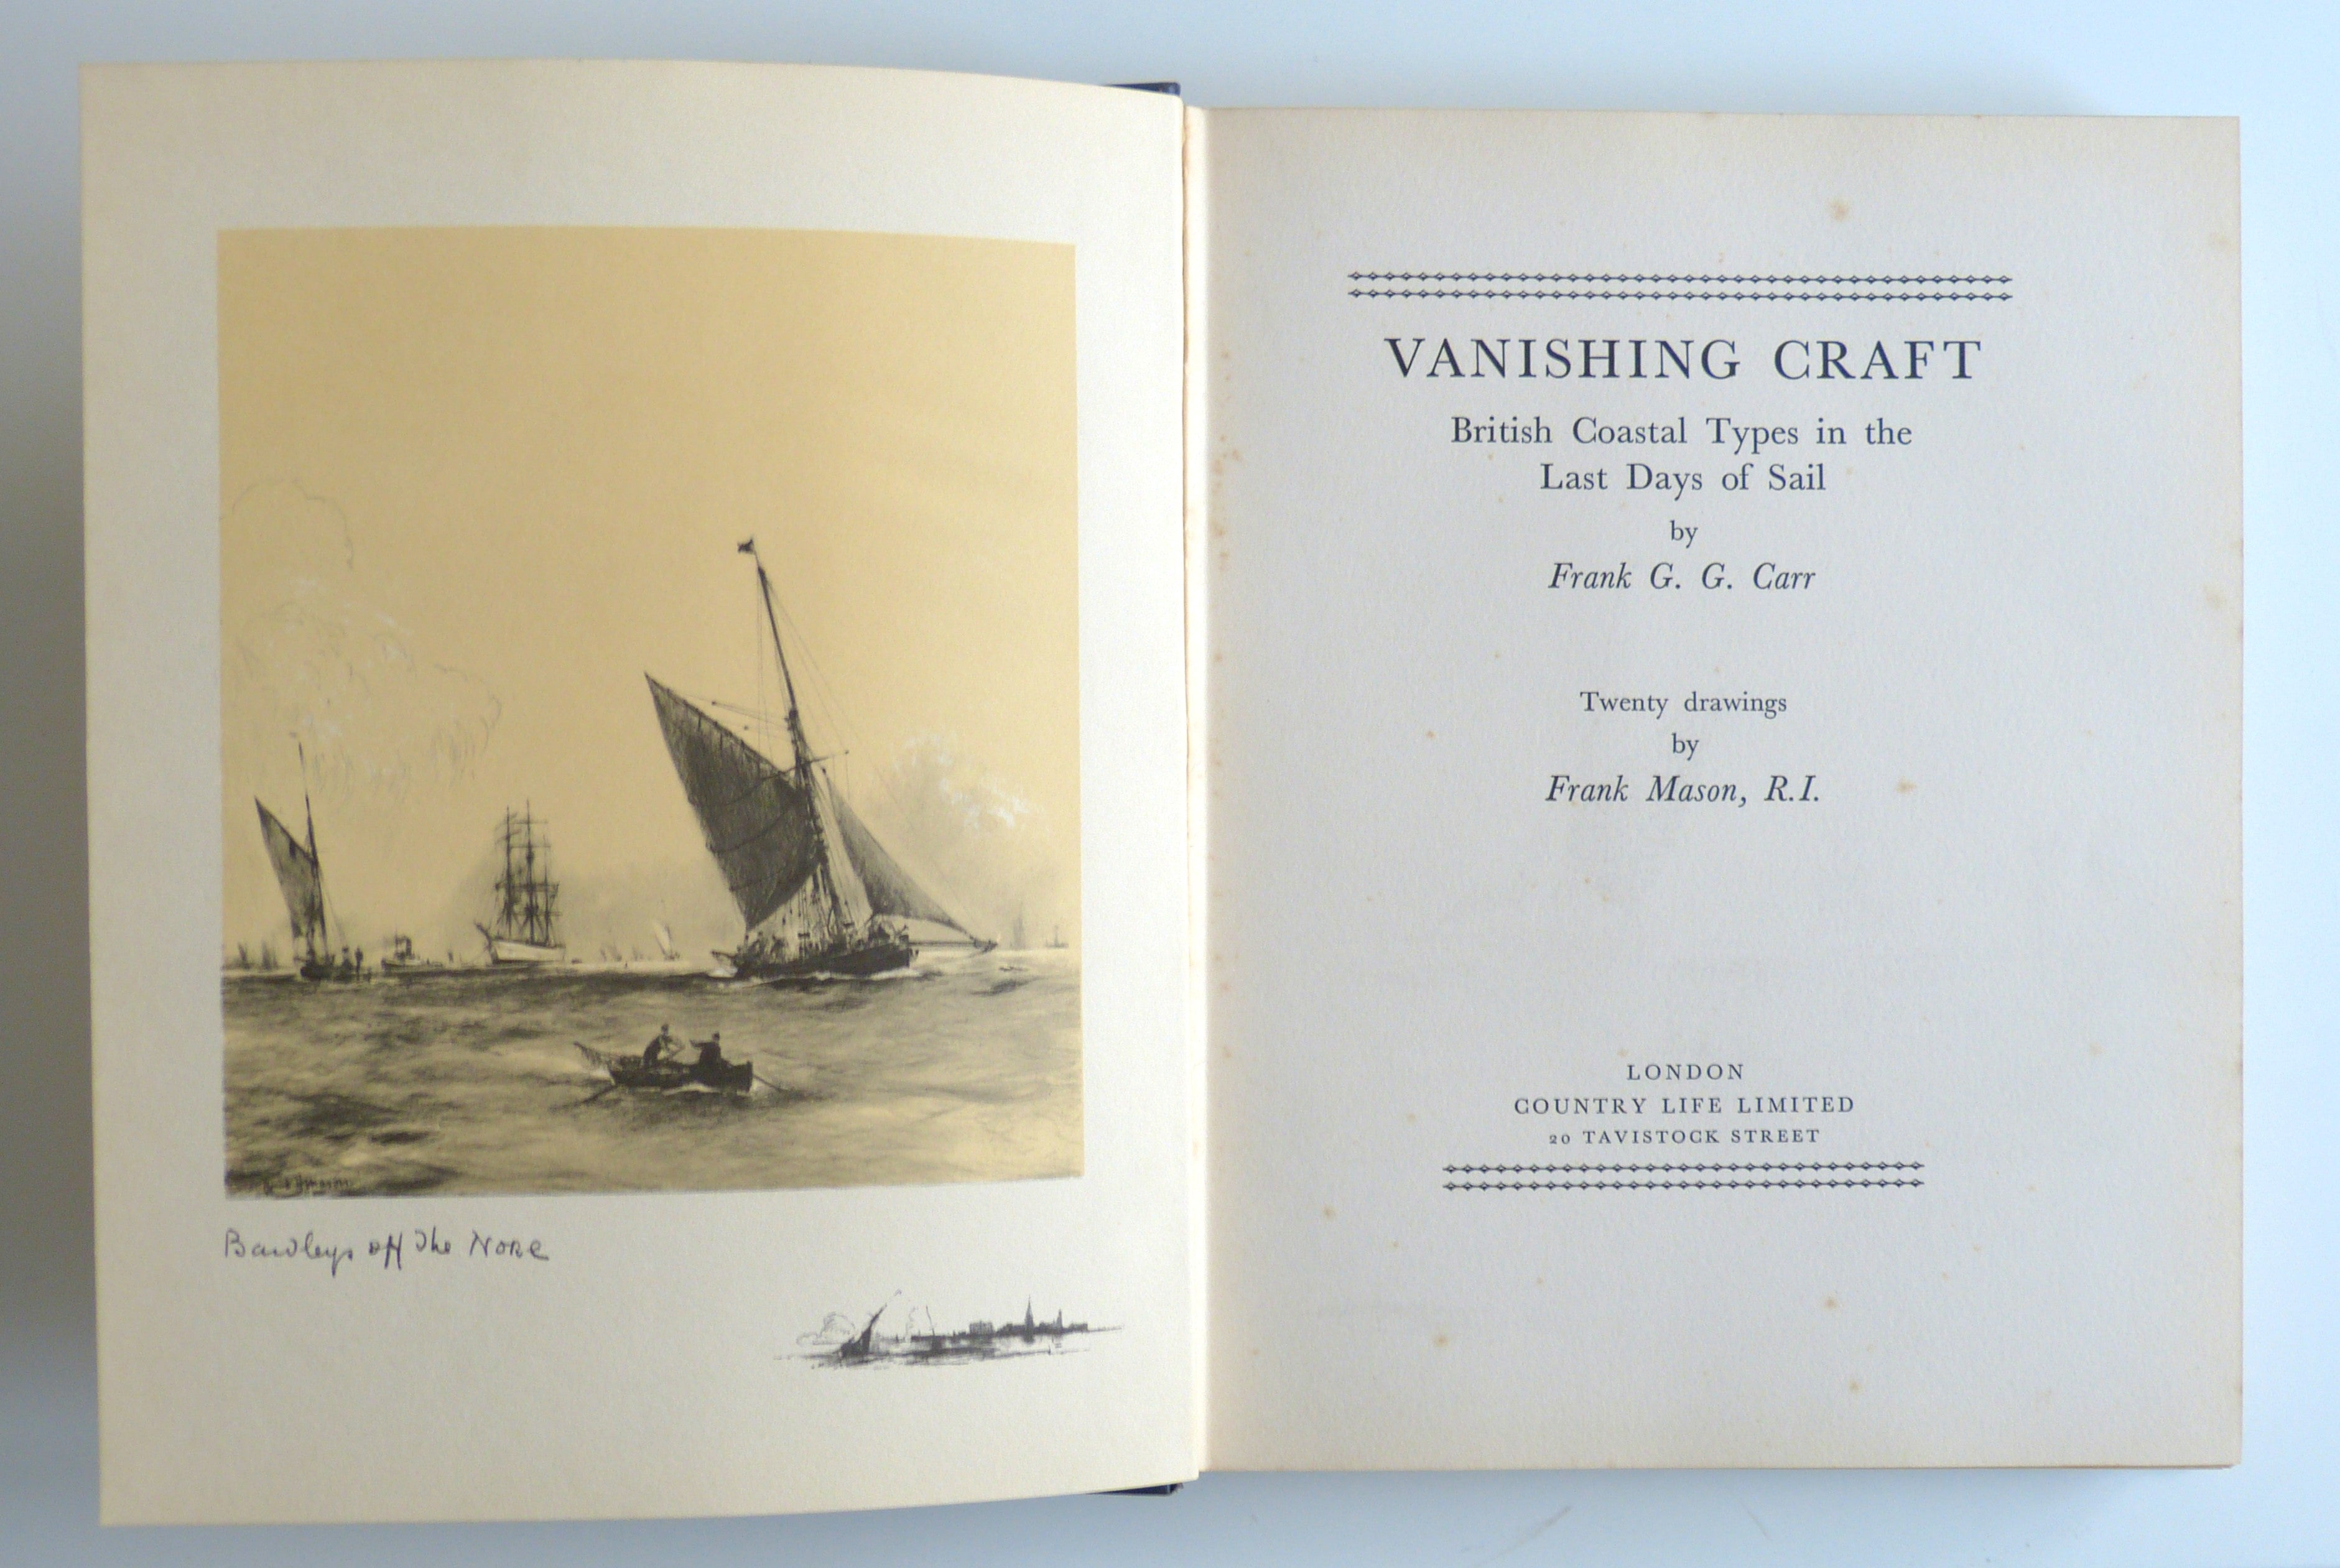 Bawleys off the Nore
VANISHING CRAFT
British Coastal Types in the
Last Days of Sail
by
Frank G. G. Carr
Twenty drawings
by
Frank Mason, R.I.
LONDON
COUNTRY LIFE LIMITED
20 TAVISTOCK STREET